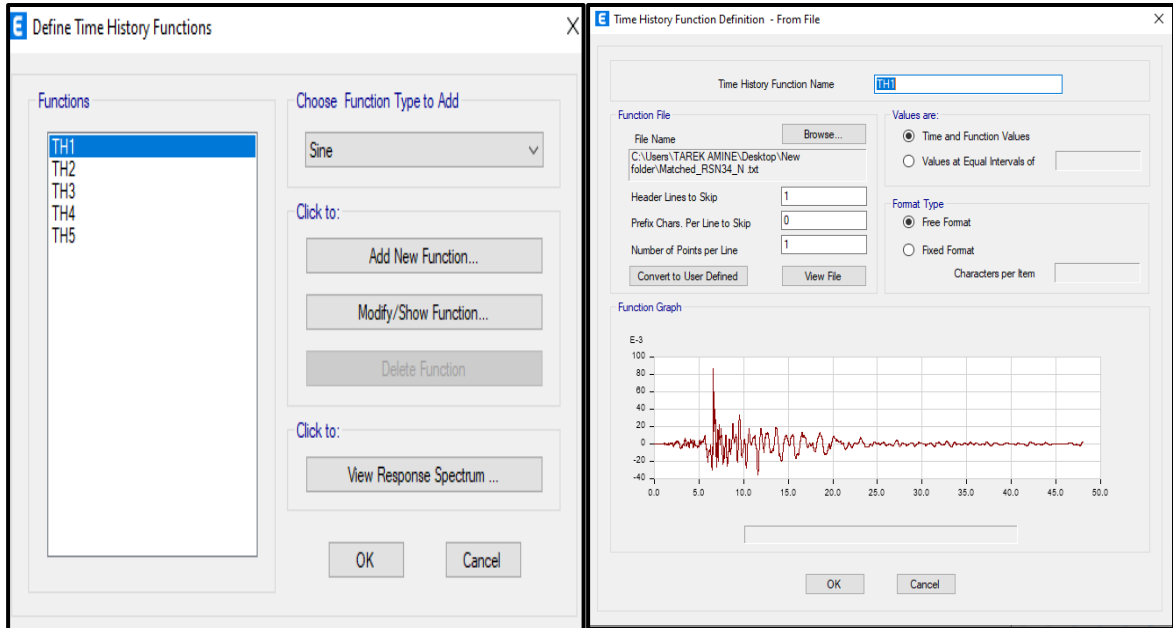 E Define Time History Functions X
Functions
TH1
TH2
TH3
TH4
TH5
Choose Function Type to Add
Sine
Click to:
Add New Function...
Modify/Show Function...
Delete Function
Click to:
View Response Spectrum ...
OK Cancel
E Time History Function Definition - From File X
Time History Function Name TH1
Function File
File Name Browse...
C:\Users\TAREK AMINE\Desktop\New
folder\Matched_RSN34_N .txt
Header Lines to Skip 1
Prefix Chars. Per Line to Skip 0
Number of Points per Line 1
Convert to User Defined View File
Values are:
Time and Function Values
Values at Equal Intervals of
Format Type
Free Format
Fixed Format
Characters per Item
Function Graph
E-3
100
80
60
40
20
0
-20
-40
0.0 5.0 10.0 15.0 20.0 25.0 30.0 35.0 40.0 45.0 50.0
OK Cancel